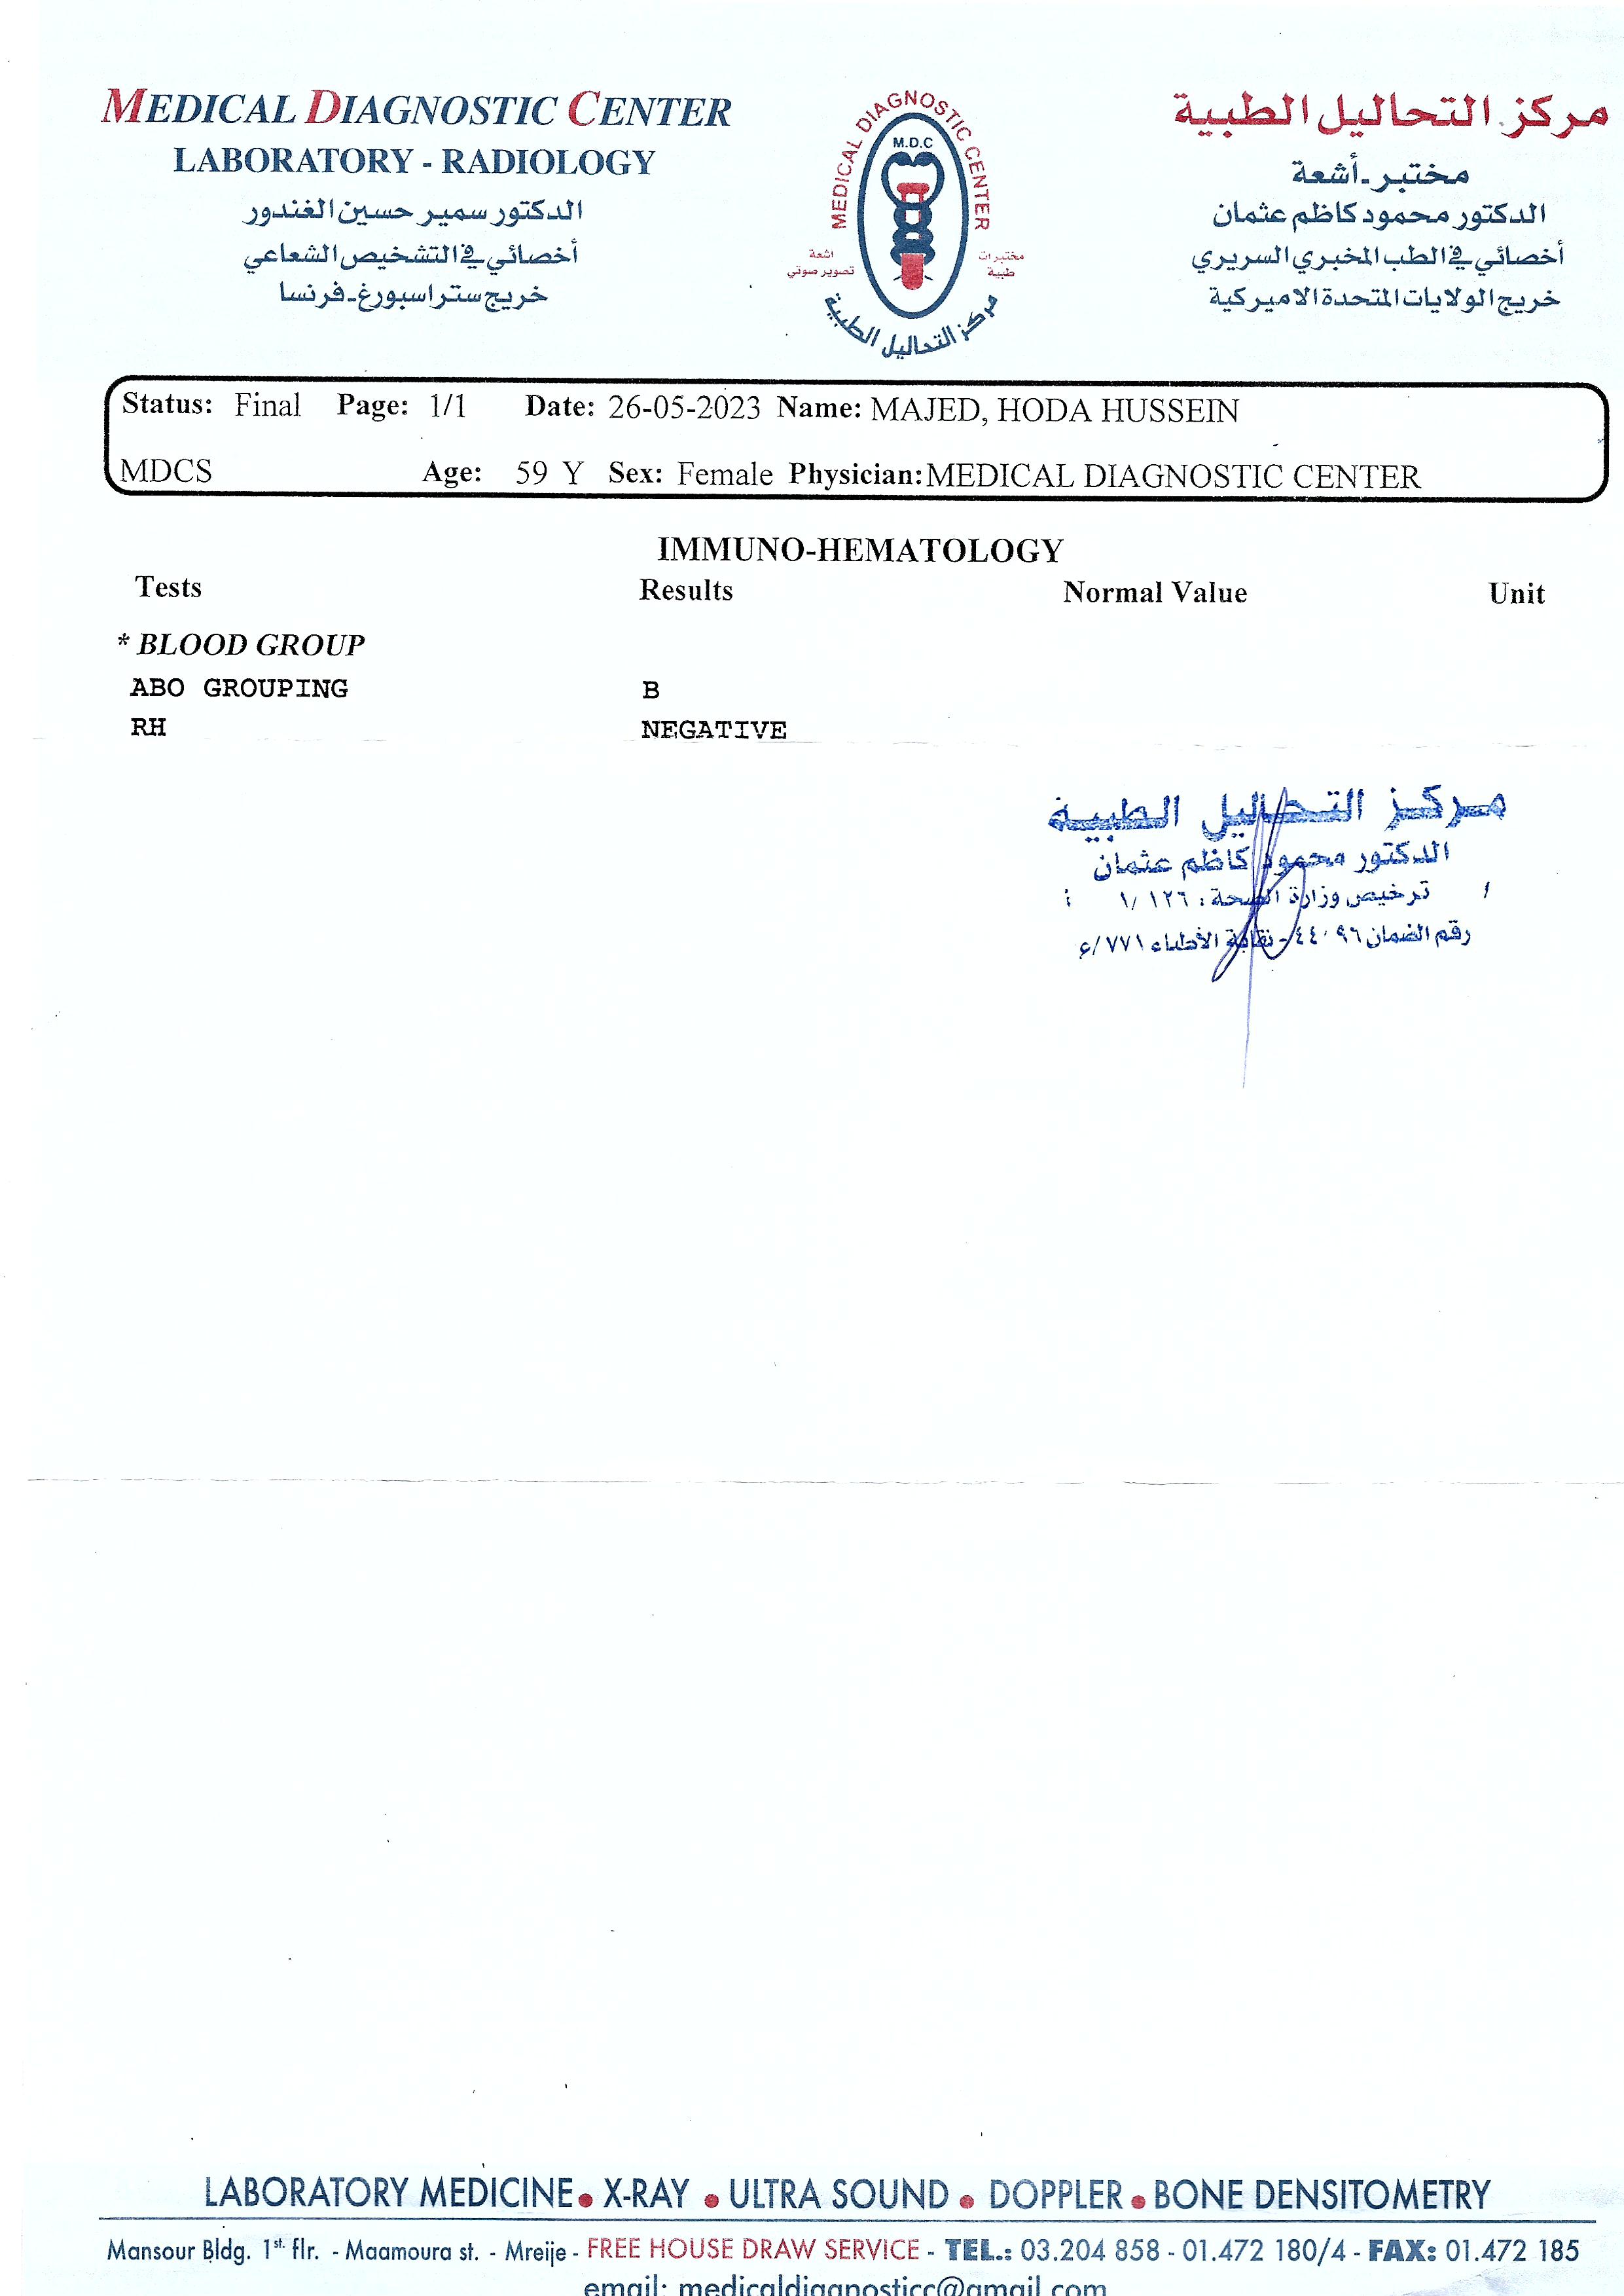 MEDICAL DIAGNOSTIC CENTER
LABORATORY - RADIOLOGY
الدكتور سمير حسين الغندور
أخصائي في التشخيص الشعاعي
خريج ستراسبورغ-فرنسا
MEDICAL DIAGNOSTIC CENTER
M.D.C
اشعة
تصوير صوتي
مختبرات
طبية
مركز التحاليل الطبية
مركز التحاليل الطبية
مختبر-أشعة
الدكتور محمود كاظم عثمان
أخصائي في الطب المخبري السريري
خريج الولايات المتحدة الاميركية
Status: Final Page: 1/1 Date: 26-05-2023 Name: MAJED, HODA HUSSEIN
MDCS Age: 59 Y Sex: Female Physician: MEDICAL DIAGNOSTIC CENTER
IMMUNO-HEMATOLOGY
Tests Results Normal Value Unit
* BLOOD GROUP
ABO GROUPING B
RH NEGATIVE
مركز التحاليل الطبية
الدكتور محمود كاظم عثمان
ترخيص وزارة الصحة : ١٢٦ /١
رقم الضمان ٤٤٠٩٦ - نقابة الأطباء ٧٧١/ع
LABORATORY MEDICINE • X-RAY • ULTRA SOUND • DOPPLER • BONE DENSITOMETRY
Mansour Bldg. 1st. flr. - Maamoura st. - Mreije - FREE HOUSE DRAW SERVICE - TEL.: 03.204 858 - 01.472 180/4 - FAX: 01.472 185
email: medicaldiagnosticc@gmail.com